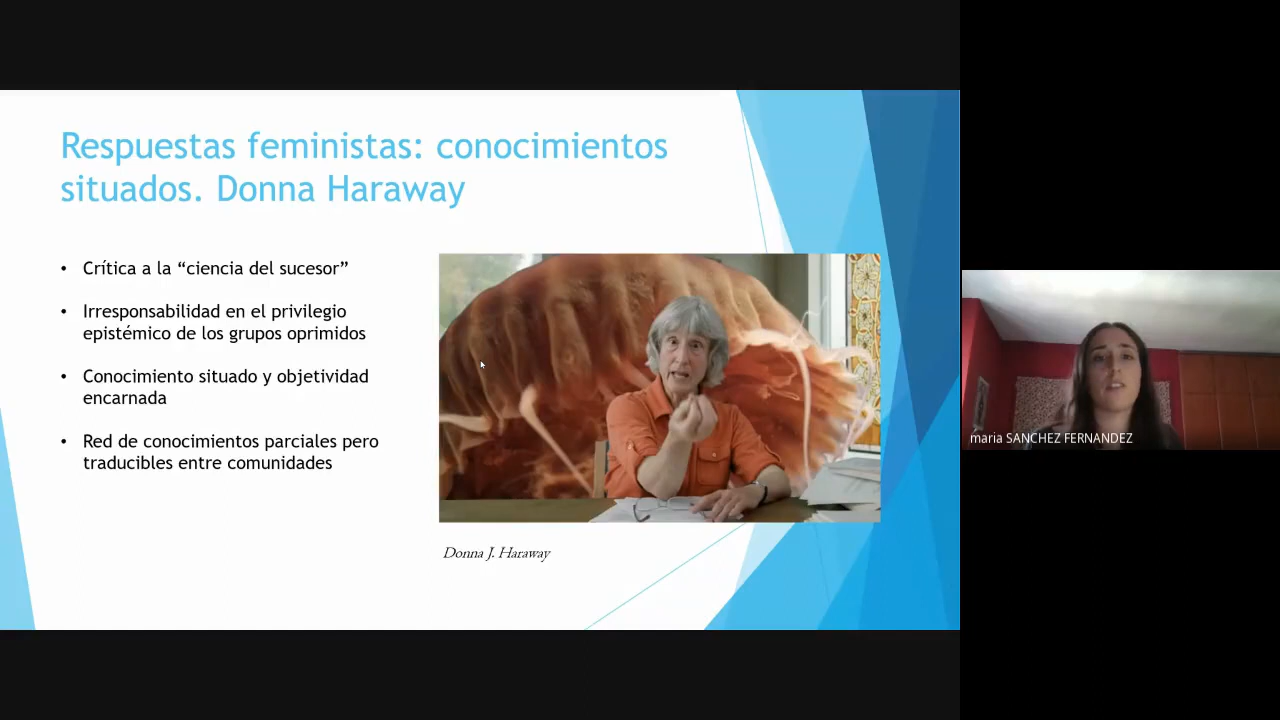 Respuestas feministas: conocimientos
situados. Donna Haraway
• Crítica a la “ciencia del sucesor”
• Irresponsabilidad en el privilegio
epistémico de los grupos oprimidos
• Conocimiento situado y objetividad
encarnada
• Red de conocimientos parciales pero
traducibles entre comunidades
Donna J. Haraway
maria SANCHEZ FERNANDEZ